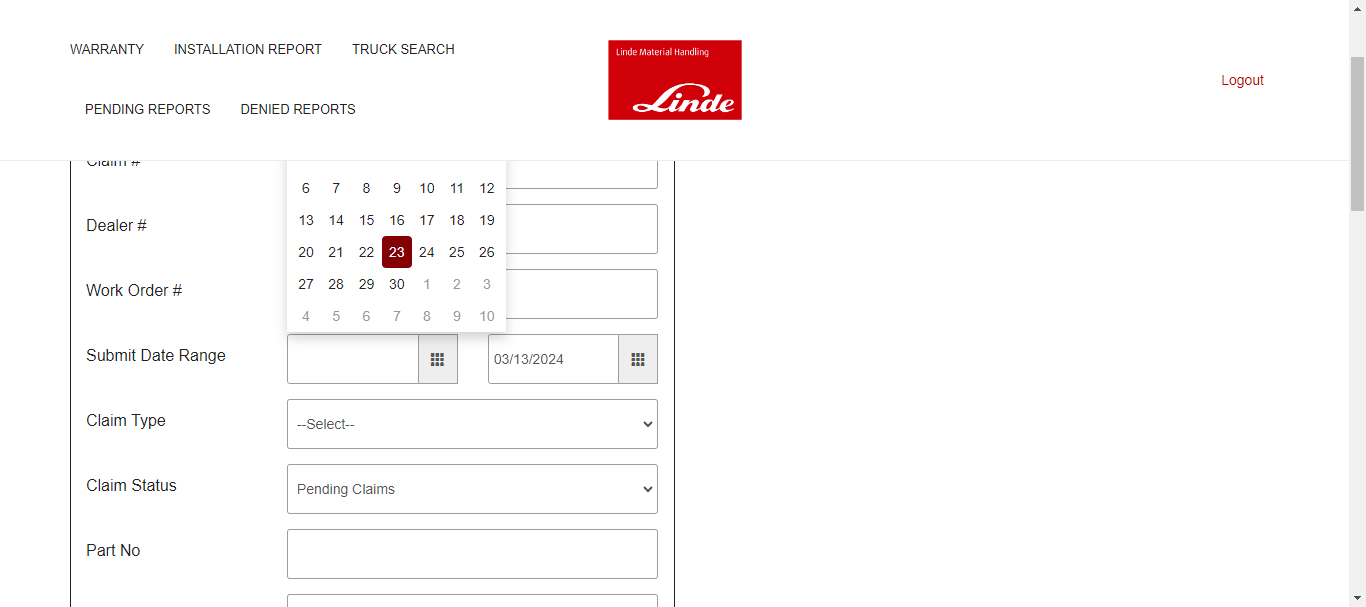 WARRANTY INSTALLATION REPORT TRUCK SEARCH
Linde Material Handling
Linde
Logout
PENDING REPORTS DENIED REPORTS
Claim #
6 7 8 9 10 11 12
13 14 15 16 17 18 19
Dealer #
20 21 22 23 24 25 26
27 28 29 30 1 2 3
Work Order #
4 5 6 7 8 9 10
Submit Date Range 03/13/2024
Claim Type --Select--
Claim Status Pending Claims
Part No